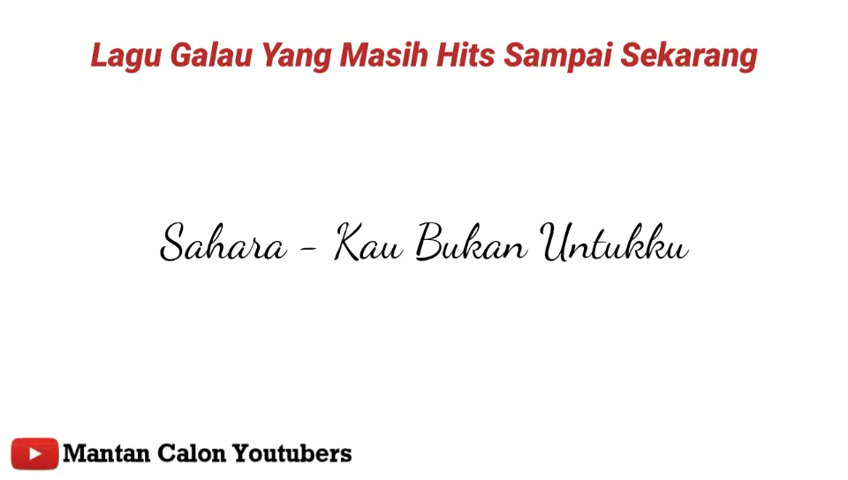 Lagu Galau Yang Masih Hits Sampai Sekarang
Sahara - Kau Bukan Untukku
Mantan Calon Youtubers